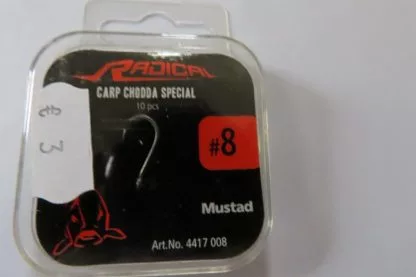 RADICAL
CARP CHODDA SPECIAL
10 pcs
£ 3
#8
Mustad
Art.No. 4417 008